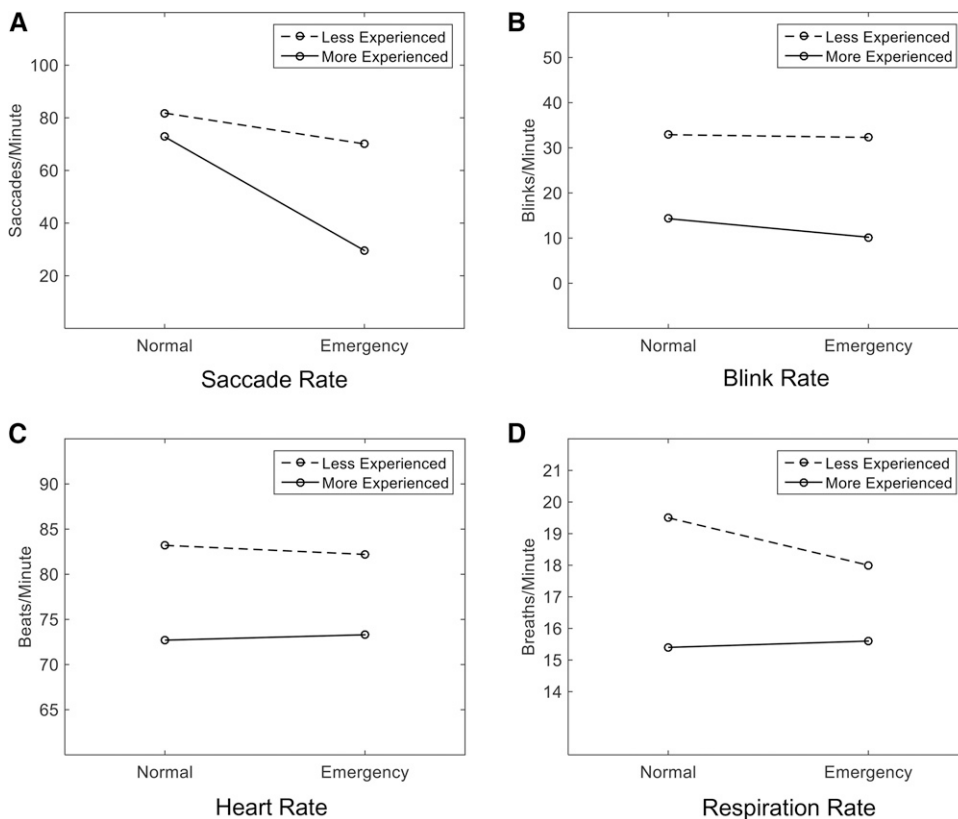 A
Less Experienced
More Experienced
100
80
60
40
20
Saccades/Minute
Normal Emergency
Saccade Rate
B
Less Experienced
More Experienced
50
40
30
20
10
0
Blinks/Minute
Normal Emergency
Blink Rate
C
Less Experienced
More Experienced
90
85
80
75
70
65
Beats/Minute
Normal Emergency
Heart Rate
D
Less Experienced
More Experienced
21
20
19
18
17
16
15
14
Breaths/Minute
Normal Emergency
Respiration Rate